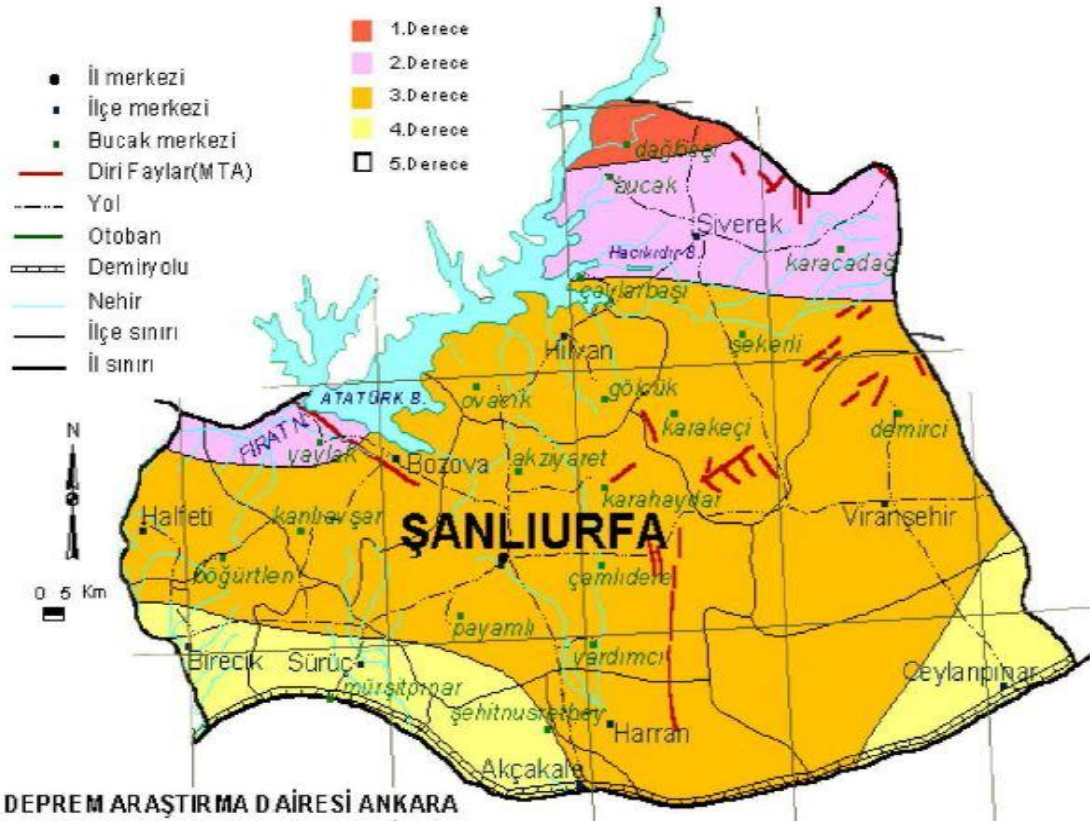 1.Derece
2.Derece
3.Derece
4.Derece
5.Derece
İl merkezi
İlçe merkezi
Bucak merkezi
Diri Faylar(MTA)
Yol
Otoban
Demiryolu
Nehir
İlçe sınırı
İl sınırı
N
0 5 Km
dağbaşı
bucak
Siverek
Hacıkıdır B.
karacadağ
çaylarbaşı
Hilvan
şekerli
ATATÜRK B.
ovacık
gölcük
karakeçi
demirci
FIRAT N.
yaylak
Bozova
akziyaret
karahaydar
Halfeti
kanlıavşar
ŞANLIURFA
Viranşehir
böğürtlen
çamlıdere
payamlı
yardımcı
Birecik
Sürüç
mürşitpınar
Ceylanpınar
şehitnusretbey
Harran
Akçakale
DEPREM ARAŞTIRMA DAİRESİ ANKARA